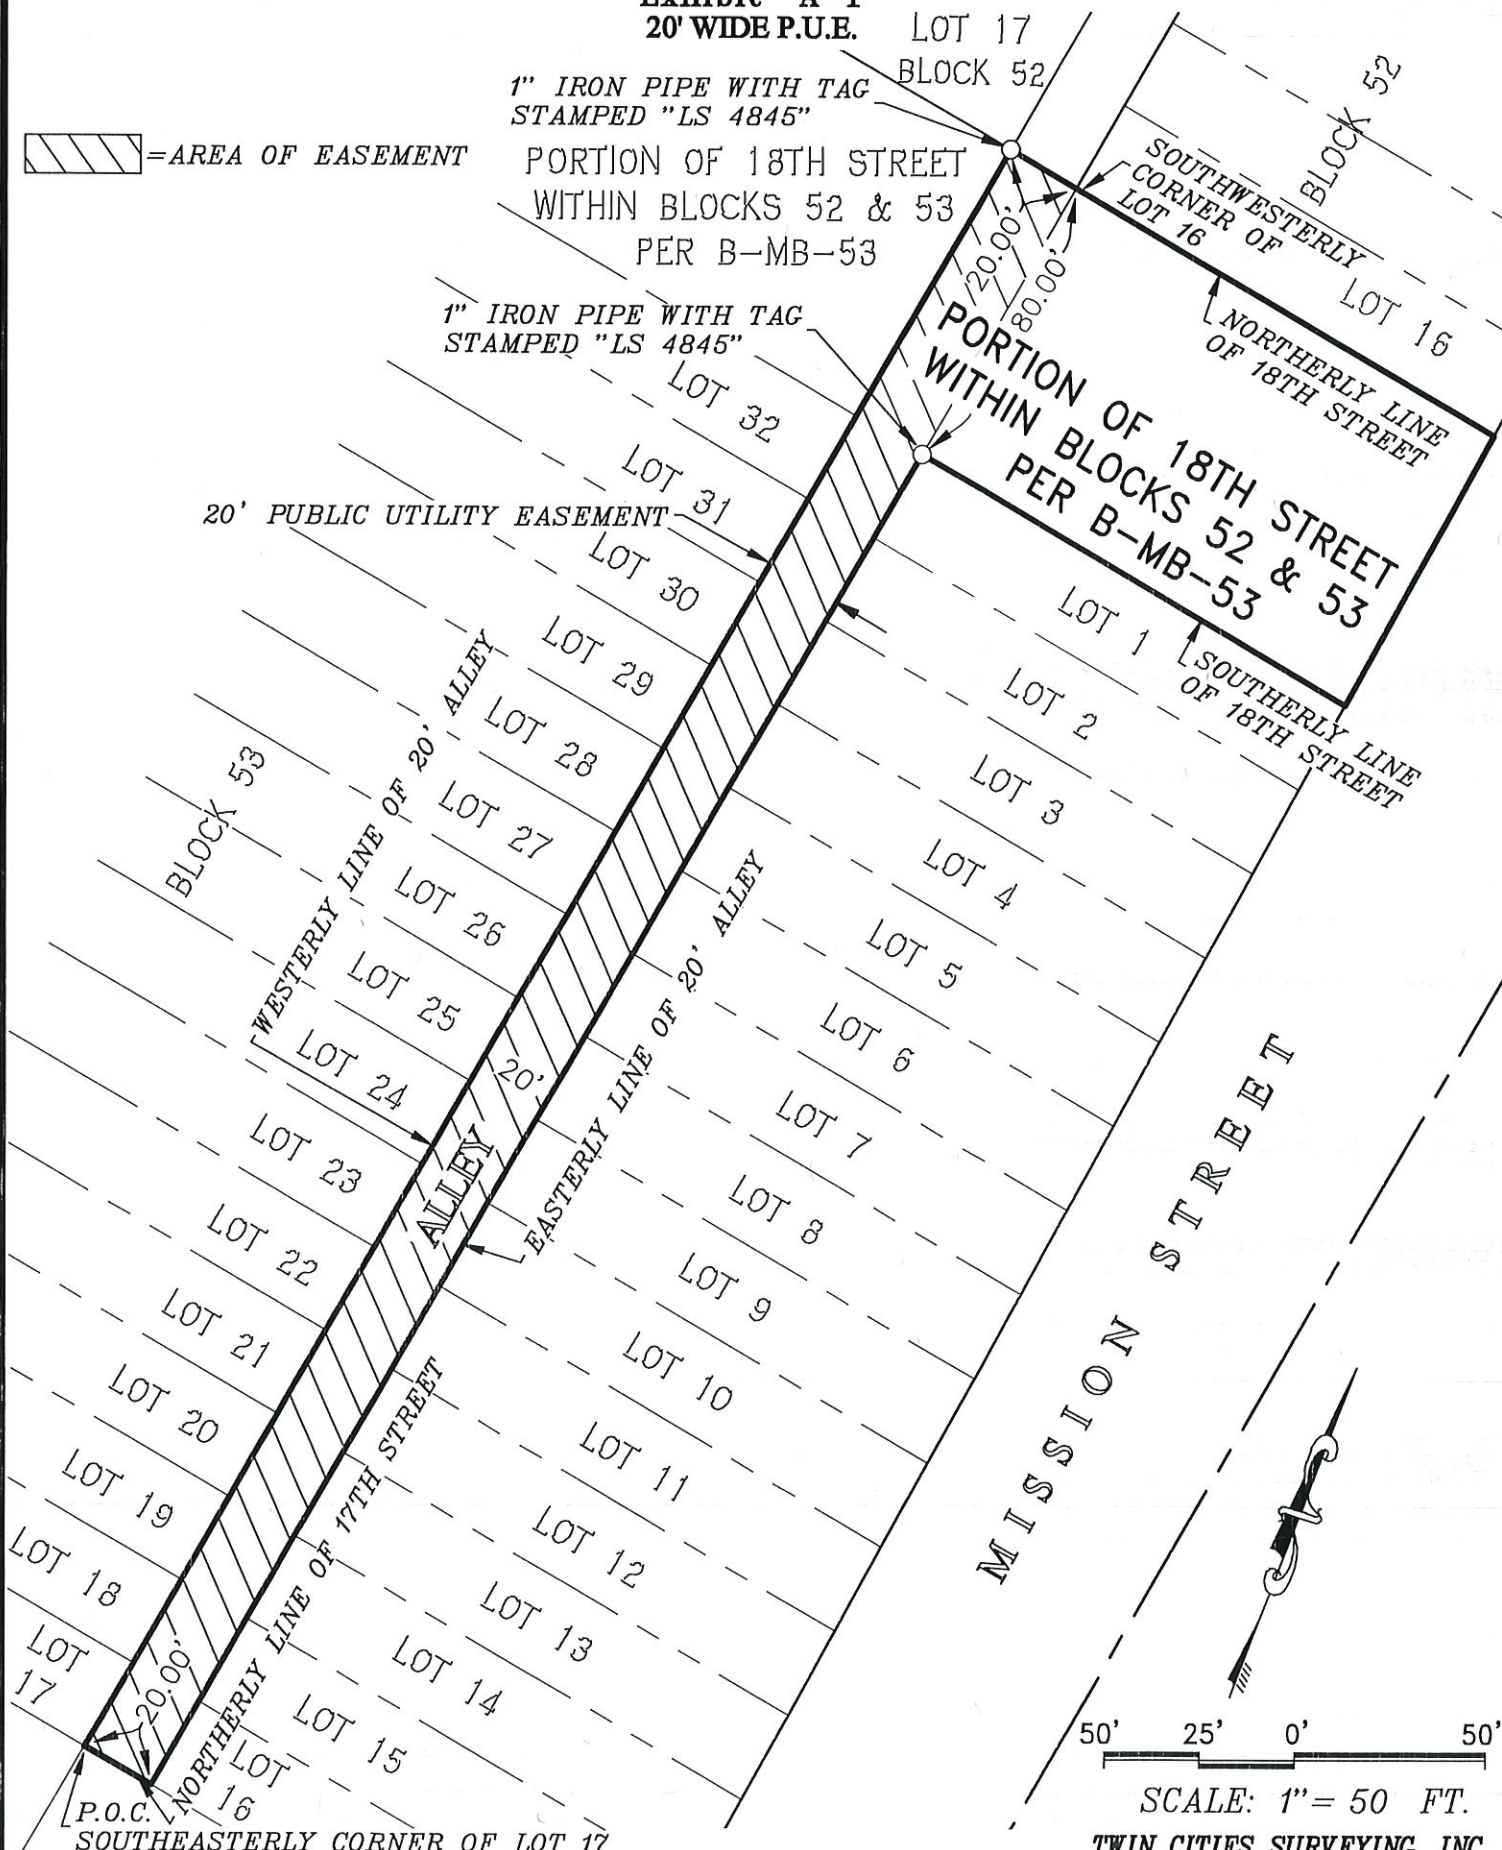 20' WIDE P.U.E.
LOT 17
BLOCK 52
1" IRON PIPE WITH TAG
STAMPED "LS 4845"
=AREA OF EASEMENT
PORTION OF 18TH STREET
WITHIN BLOCKS 52 & 53
PER B-MB-53
BLOCK 52
SOUTHWESTERLY
CORNER OF
LOT 16
LOT 16
20.00'
80.00'
NORTHERLY LINE
OF 18TH STREET
1" IRON PIPE WITH TAG
STAMPED "LS 4845"
PORTION OF 18TH STREET
WITHIN BLOCKS 52 & 53
PER B-MB-53
SOUTHERLY LINE
OF 18TH STREET
20' PUBLIC UTILITY EASEMENT
LOT 32
LOT 31
LOT 30
LOT 29
LOT 28
LOT 27
LOT 26
LOT 25
LOT 24
LOT 23
LOT 22
LOT 21
LOT 20
LOT 19
LOT 18
LOT
17
BLOCK 53
WESTERLY LINE OF 20' ALLEY
LOT 1
LOT 2
LOT 3
LOT 4
LOT 5
LOT 6
LOT 7
LOT 8
LOT 9
LOT 10
LOT 11
LOT 12
LOT 13
LOT 14
LOT 15
LOT
16
EASTERLY LINE OF 20' ALLEY
20'
ALLEY
MISSION STREET
20.00'
NORTHERLY LINE OF 17TH STREET
P.O.C.
SOUTHEASTERLY CORNER OF LOT 17
50' 25' 0' 50'
SCALE: 1"= 50 FT.
TWIN CITIES SURVEYING, INC